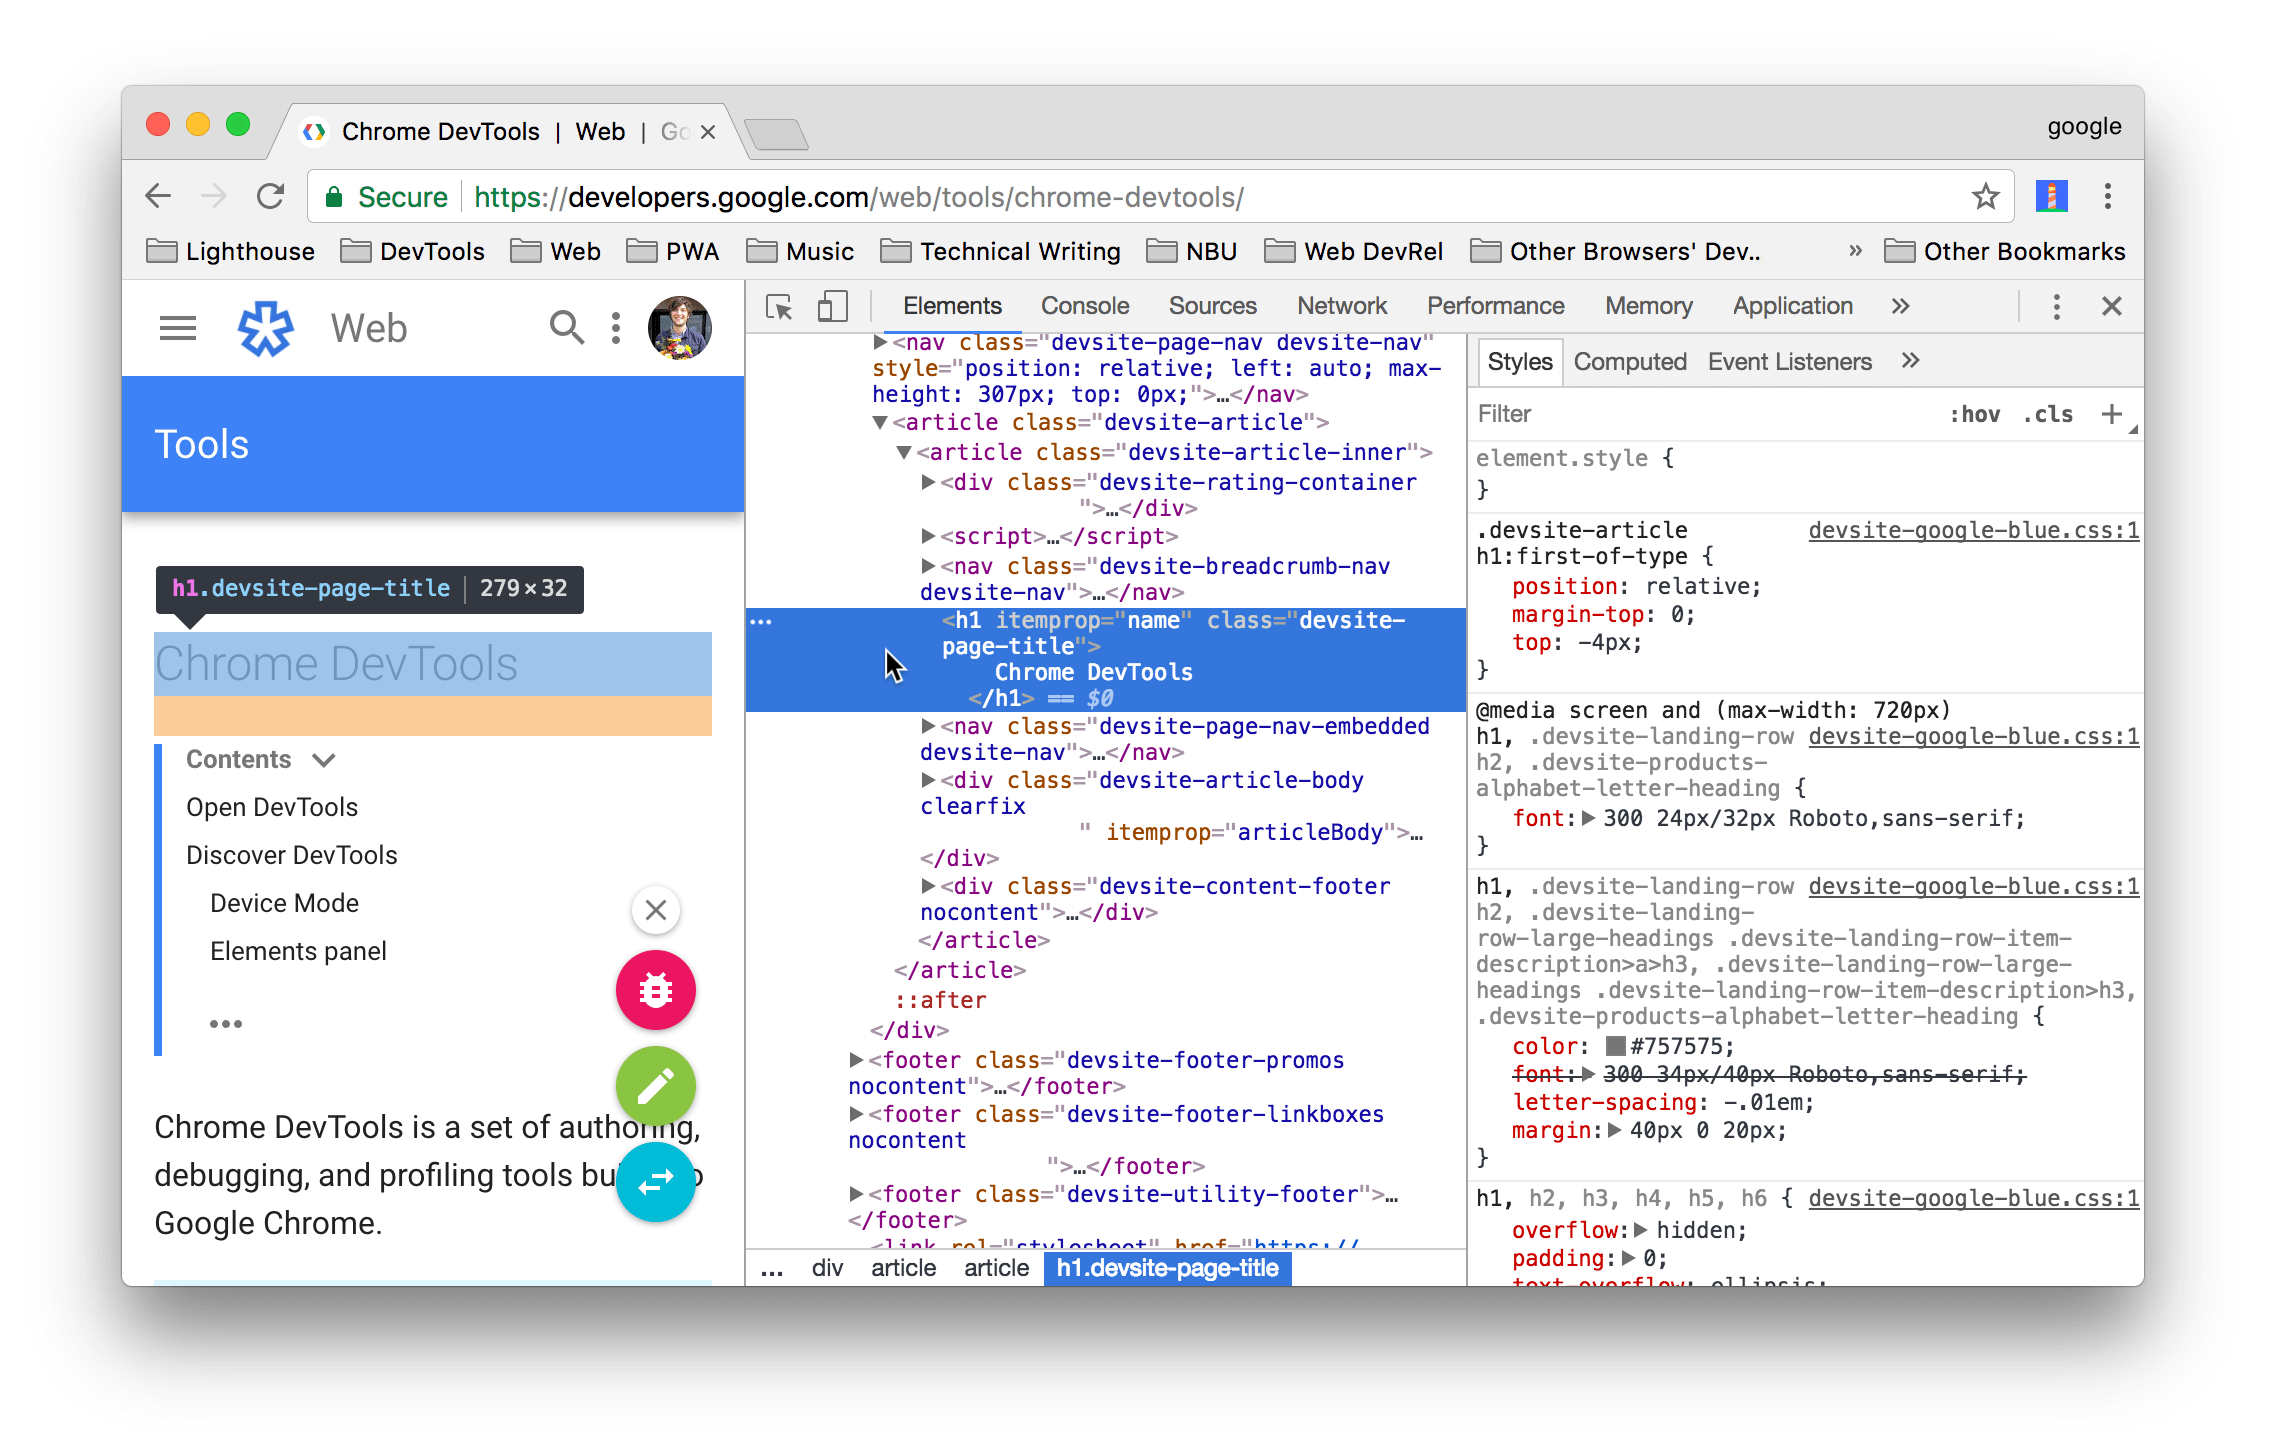 Chrome DevTools | Web | Go
google
Secure
https://developers.google.com/web/tools/chrome-devtools/
Lighthouse DevTools Web PWA Music Technical Writing NBU Web DevRel Other Browsers' Dev.. » Other Bookmarks
Web
Tools
h1.devsite-page-title | 279 × 32
Chrome DevTools
Contents
Open DevTools
Discover DevTools
Device Mode
Elements panel
•••
Chrome DevTools is a set of authoring,
debugging, and profiling tools
Google Chrome.
Elements Console Sources Network Performance Memory Application »
<nav class="devsite-page-nav devsite-nav"
style="position: relative; left: auto; max-
height: 307px; top: 0px;">…</nav>
<article class="devsite-article">
<article class="devsite-article-inner">
<div class="devsite-rating-container
">…</div>
<script>…</script>
<nav class="devsite-breadcrumb-nav
devsite-nav">…</nav>
<h1 itemprop="name" class="devsite-
page-title">
Chrome DevTools
</h1> == $0
<nav class="devsite-page-nav-embedded
devsite-nav">…</nav>
<div class="devsite-article-body
clearfix
" itemprop="articleBody">…
</div>
<div class="devsite-content-footer
nocontent">…</div>
</article>
</article>
::after
</div>
<footer class="devsite-footer-promos
nocontent">…</footer>
<footer class="devsite-footer-linkboxes
nocontent
">…</footer>
<footer class="devsite-utility-footer">…
</footer>
<link rel="stylesheet" href="https://
... div article article h1.devsite-page-title
Styles Computed Event Listeners »
Filter :hov .cls +
element.style {
}
.devsite-article devsite-google-blue.css:1
h1:first-of-type {
position: relative;
margin-top: 0;
top: -4px;
}
@media screen and (max-width: 720px)
h1, .devsite-landing-row devsite-google-blue.css:1
h2, .devsite-products-
alphabet-letter-heading {
font: 300 24px/32px Roboto,sans-serif;
}
h1, .devsite-landing-row devsite-google-blue.css:1
h2, .devsite-landing-
row-large-headings .devsite-landing-row-item-
description>a>h3, .devsite-landing-row-large-
headings .devsite-landing-row-item-description>h3,
.devsite-products-alphabet-letter-heading {
color: #757575;
font: 300 34px/40px Roboto,sans-serif;
letter-spacing: -.01em;
margin: 40px 0 20px;
}
h1, h2, h3, h4, h5, h6 { devsite-google-blue.css:1
overflow: hidden;
padding: 0;
text-overflow: ellipsis;